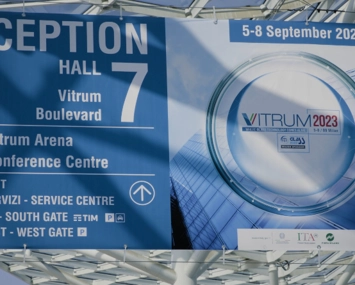 CEPTION
HALL 7
Vitrum
Boulevard
trum Arena
onference Centre
T
RVIZI - SERVICE CENTRE
- SOUTH GATE TIM P
T - WEST GATE P
5-8 September 202
VITRUM 2023
ITA